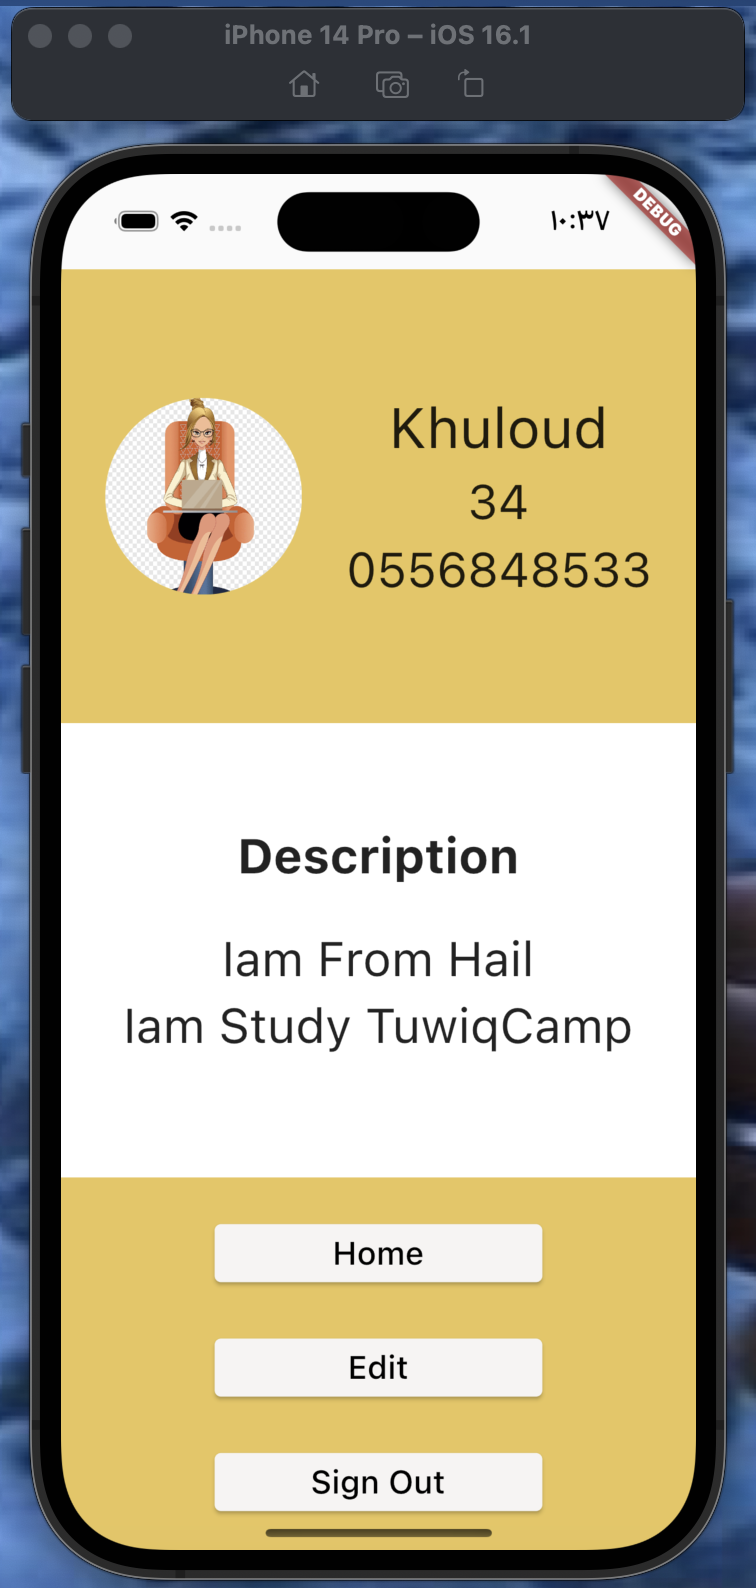 iPhone 14 Pro – iOS 16.1
١٠:٣٧
DEBUG
Khuloud
34
0556848533
Description
Iam From Hail
Iam Study TuwiqCamp
Home
Edit
Sign Out